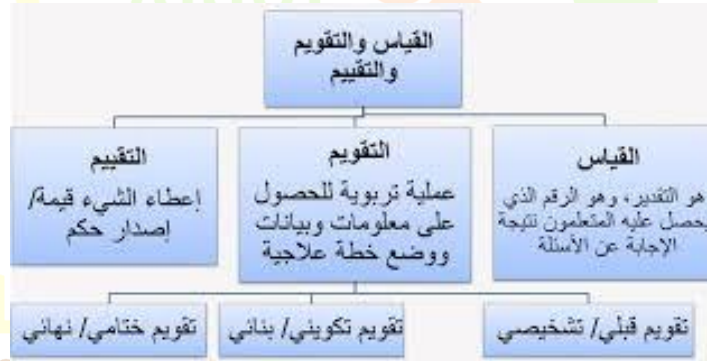 القياس والتقويم
والتقييم
القياس
هو التقدير، وهو الرقم الذي
يحصل عليه المتعلمون نتيجة
الإجابة عن الأسئلة
التقويم
عملية تربوية للحصول
على معلومات وبيانات
ووضع خطة علاجية
التقييم
إعطاء الشيء قيمة/
إصدار حكم
تقويم قبلي/ تشخيصي
تقويم تكويني/ بنائي
تقويم ختامي/ نهائي